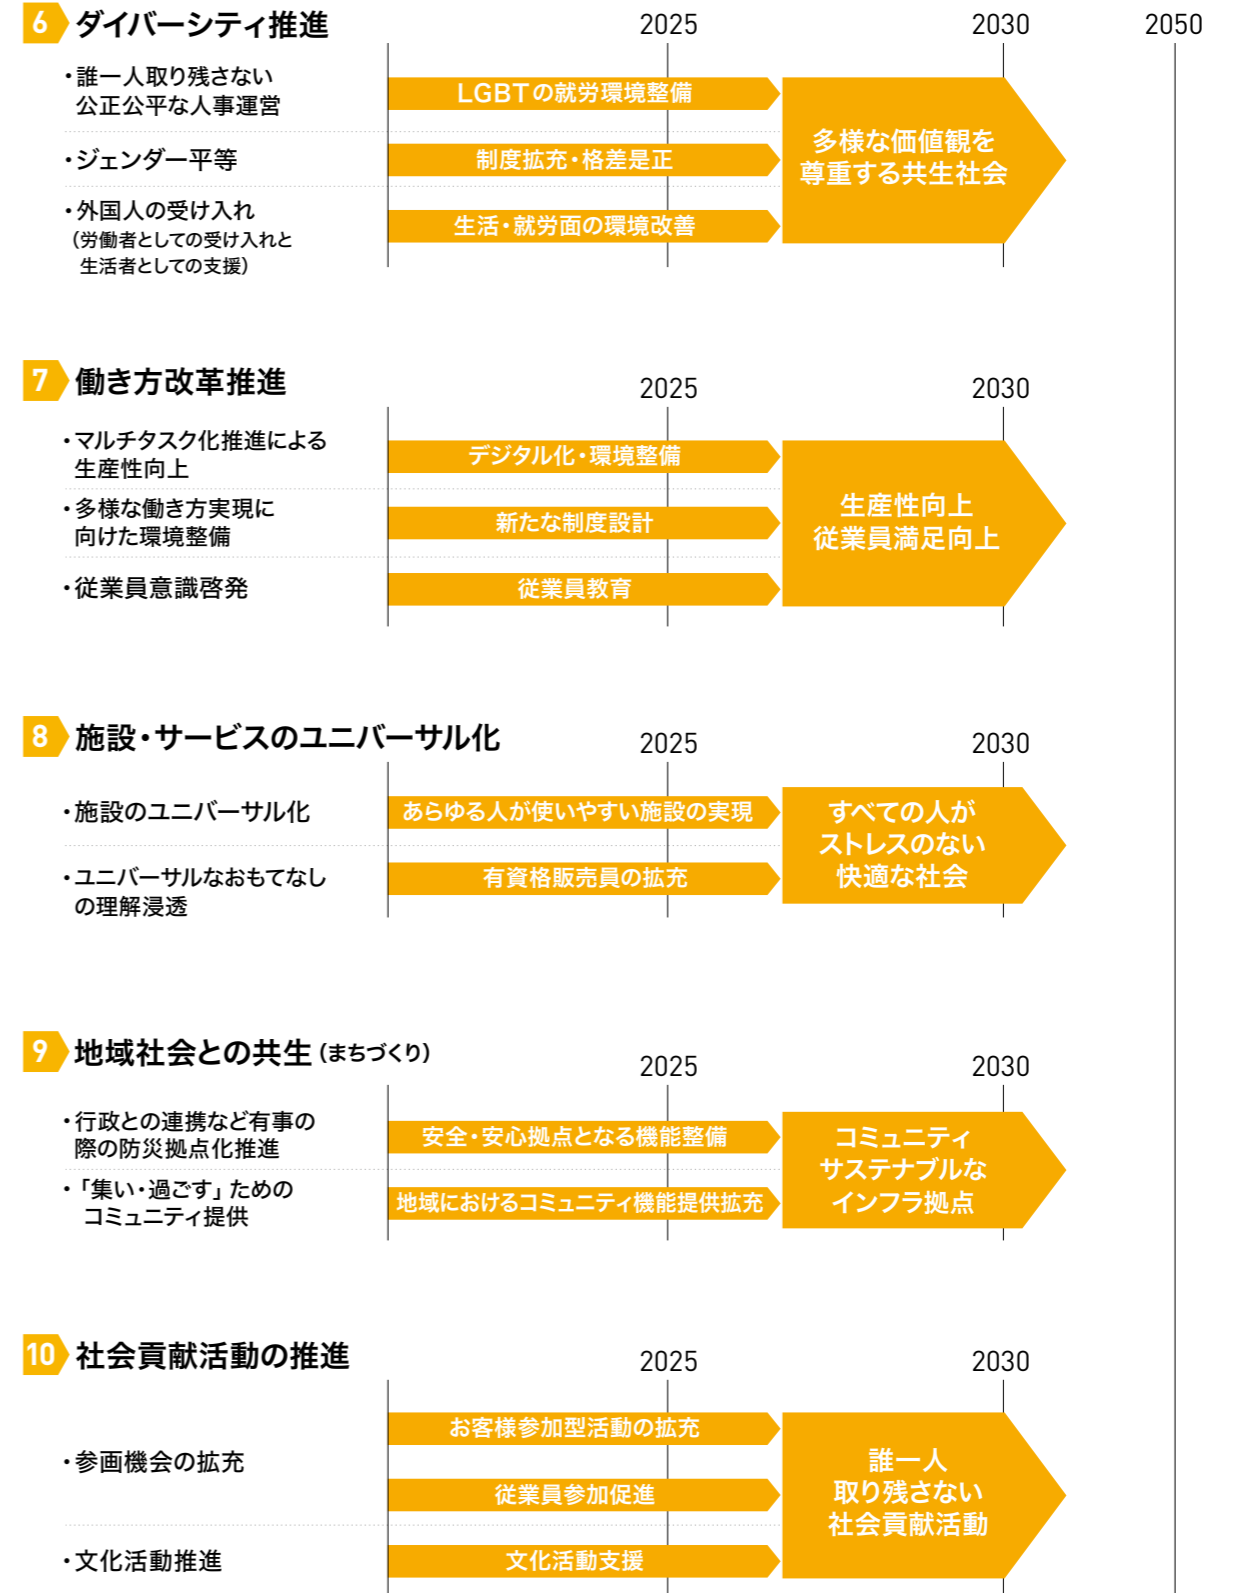 6 ダイバーシティ推進
2025 2030 2050
・誰一人取り残さない
公正公平な人事運営
LGBTの就労環境整備
・ジェンダー平等
制度拡充・格差是正
・外国人の受け入れ
(労働者としての受け入れと
生活者としての支援)
生活・就労面の環境改善
多様な価値観を
尊重する共生社会
7 働き方改革推進
2025 2030
・マルチタスク化推進による
生産性向上
デジタル化・環境整備
・多様な働き方実現に
向けた環境整備
新たな制度設計
・従業員意識啓発
従業員教育
生産性向上
従業員満足向上
8 施設・サービスのユニバーサル化
2025 2030
・施設のユニバーサル化
あらゆる人が使いやすい施設の実現
・ユニバーサルなおもてなし
の理解浸透
有資格販売員の拡充
すべての人が
ストレスのない
快適な社会
9 地域社会との共生(まちづくり)
2025 2030
・行政との連携など有事の
際の防災拠点化推進
安全・安心拠点となる機能整備
・「集い・過ごす」ための
コミュニティ提供
地域におけるコミュニティ機能提供拡充
コミュニティ
サステナブルな
インフラ拠点
10 社会貢献活動の推進
2025 2030
・参画機会の拡充
お客様参加型活動の拡充
従業員参加促進
・文化活動推進
文化活動支援
誰一人
取り残さない
社会貢献活動